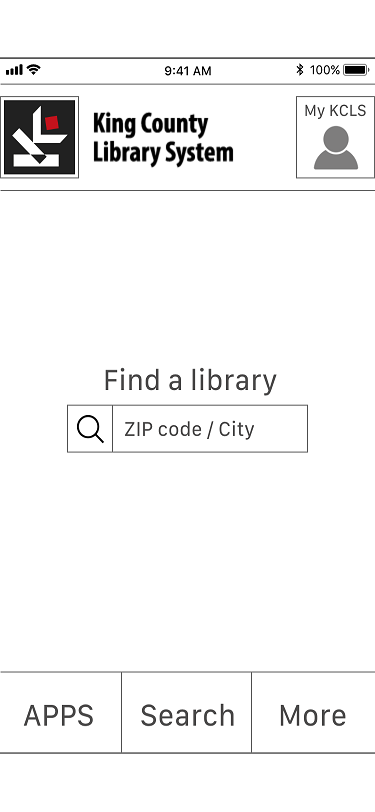 9:41 AM
100%
King County
Library System
My KCLS
Find a library
ZIP code / City
APPS
Search
More